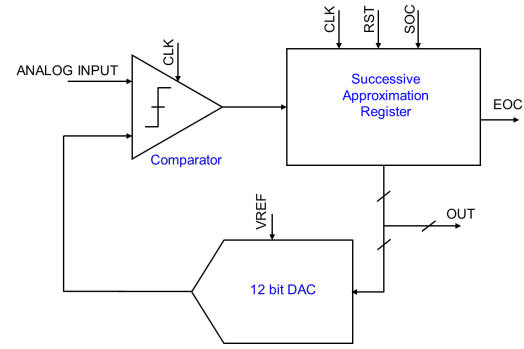 CLK
RST
SOC
CLK
ANALOG INPUT
Successive
Approximation
Register
EOC
Comparator
OUT
VREF
12 bit DAC